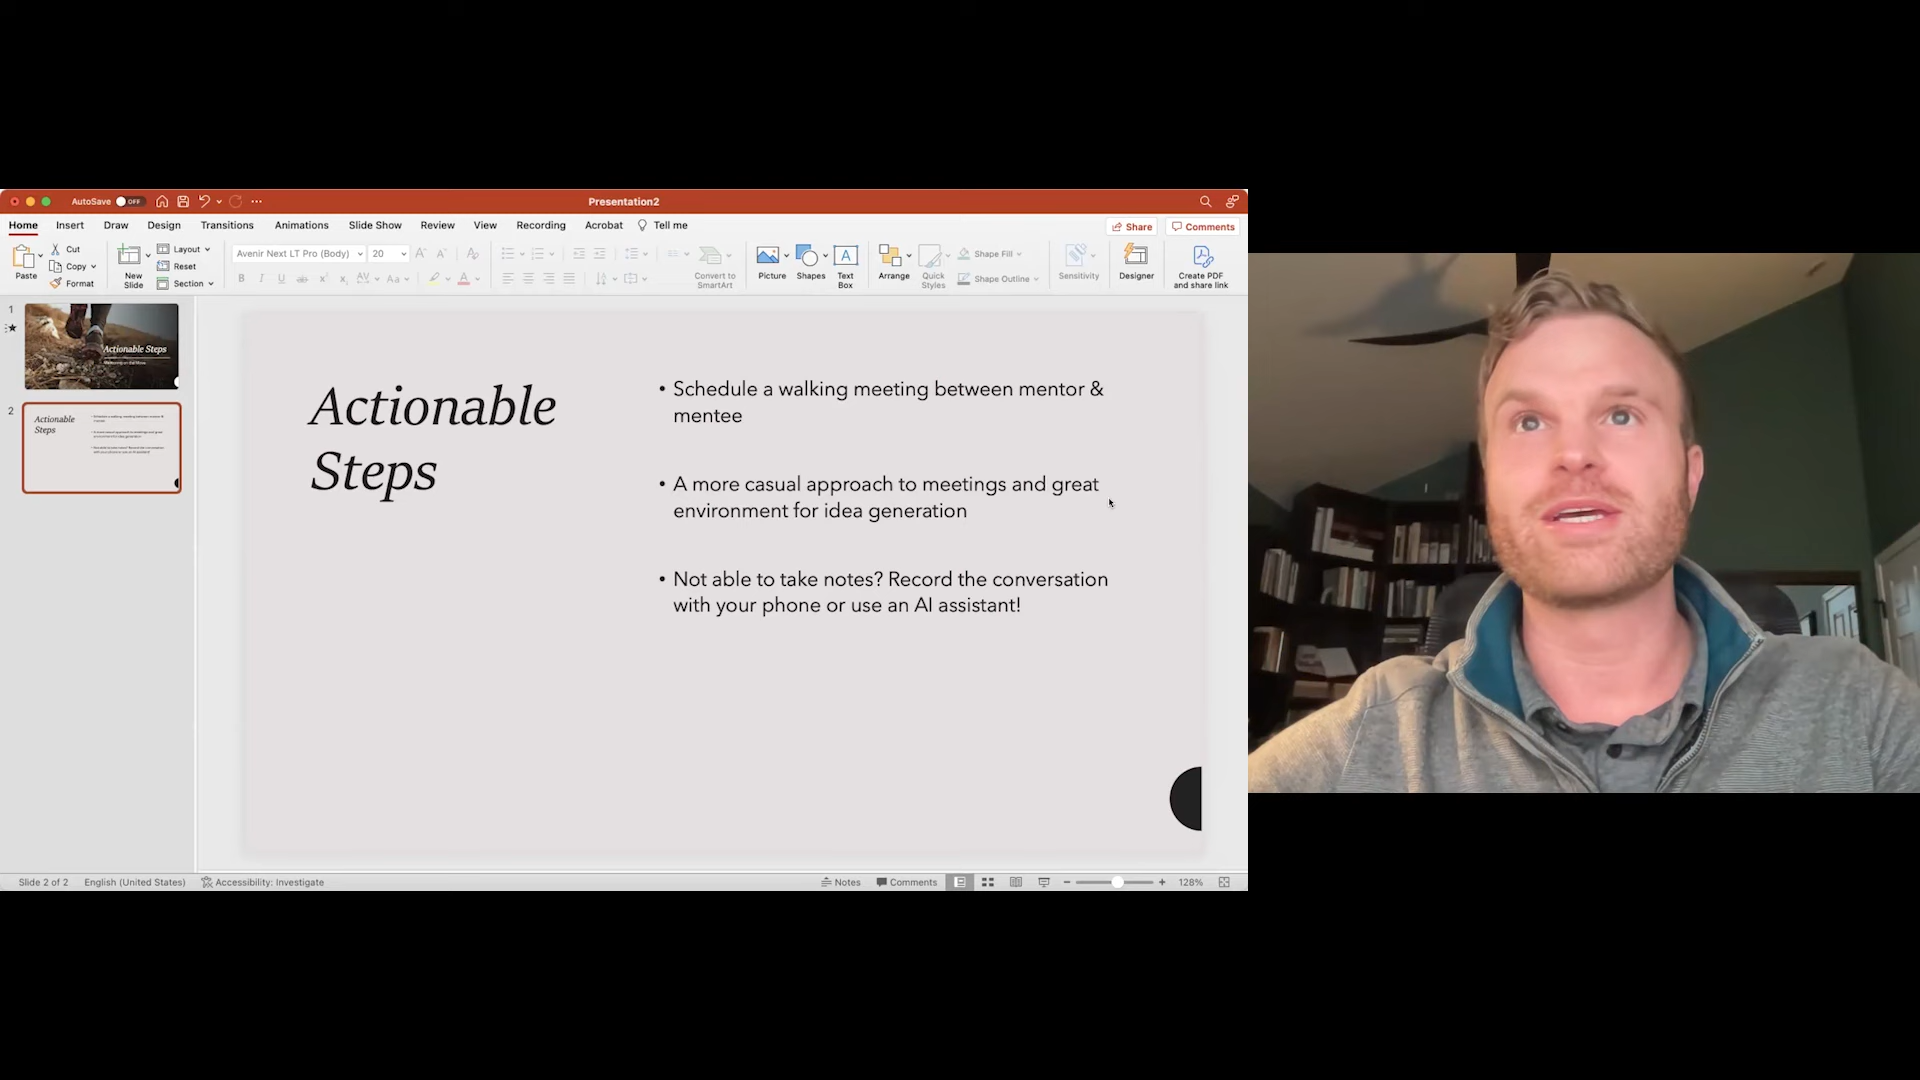 AutoSave OFF
Presentation2
Home Insert Draw Design Transitions Animations Slide Show Review View Recording Acrobat Tell me
Share Comments
Paste
Cut
Copy
Format
New
Slide
Layout
Reset
Section
Avenir Next LT Pro (Body) 20
Convert to
SmartArt
Picture
Shapes
Text
Box
Arrange
Quick
Styles
Shape Fill
Shape Outline
Sensitivity
Designer
Create PDF
and share link
1
Actionable Steps
2
Actionable
Steps
Actionable
Steps
• Schedule a walking meeting between mentor &
mentee
• A more casual approach to meetings and great
environment for idea generation
• Not able to take notes? Record the conversation
with your phone or use an AI assistant!
Slide 2 of 2 English (United States) Accessibility: Investigate
Notes Comments 128%